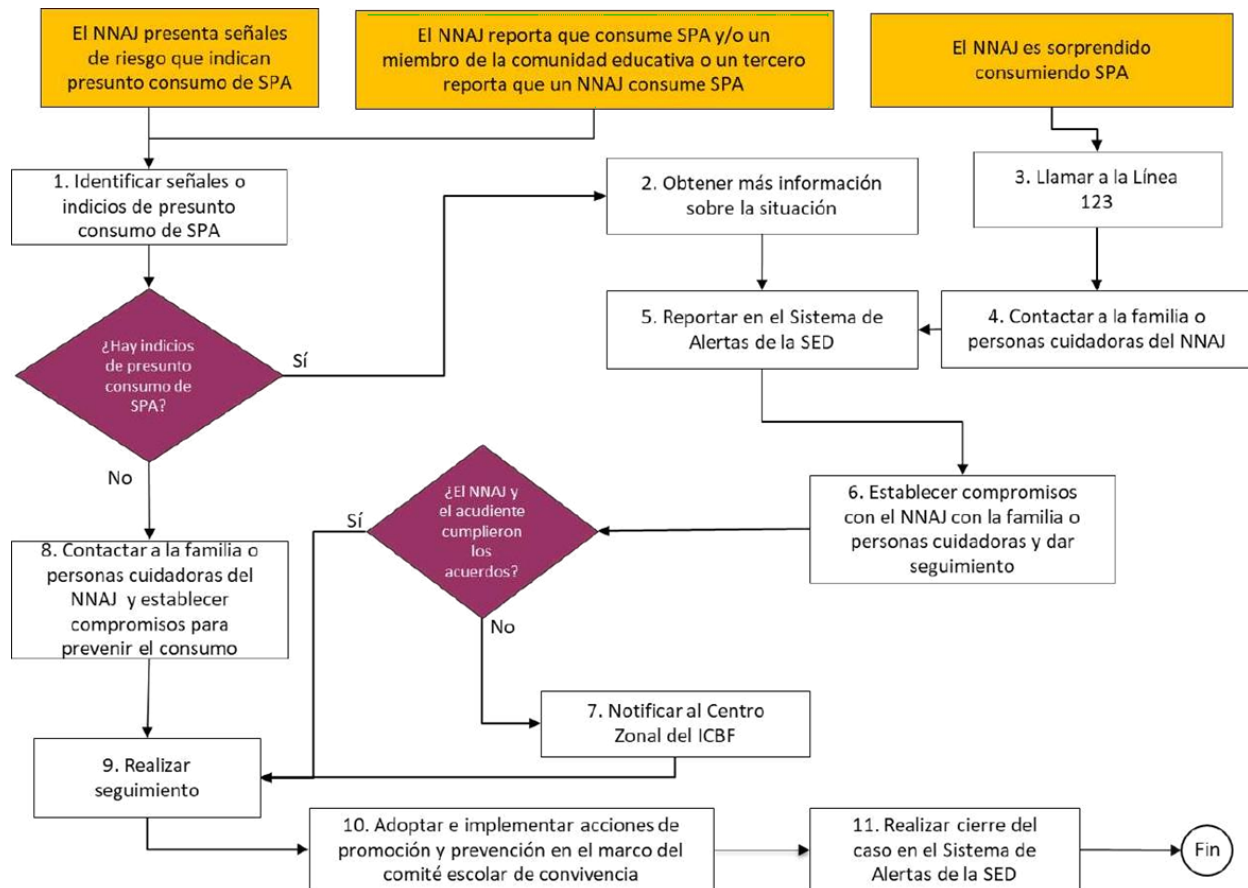 El NNAJ presenta señales
de riesgo que indican
presunto consumo de SPA
El NNAJ reporta que consume SPA y/o un
miembro de la comunidad educativa o un tercero
reporta que un NNAJ consume SPA
El NNAJ es sorprendido
consumiendo SPA
1. Identificar señales o
indicios de presunto
consumo de SPA
2. Obtener más información
sobre la situación
3. Llamar a la Línea
123
¿Hay indicios
de presunto
consumo de
SPA?
Sí
No
5. Reportar en el Sistema de
Alertas de la SED
4. Contactar a la familia o
personas cuidadoras del NNAJ
¿El NNAJ y
el acudiente
cumplieron
los
acuerdos?
Sí
No
6. Establecer compromisos
con el NNAJ con la familia o
personas cuidadoras y dar
seguimiento
8. Contactar a la familia o
personas cuidadoras del
NNAJ y establecer
compromisos para
prevenir el consumo
7. Notificar al Centro
Zonal del ICBF
9. Realizar
seguimiento
10. Adoptar e implementar acciones de
promoción y prevención en el marco del
comité escolar de convivencia
11. Realizar cierre del
caso en el Sistema de
Alertas de la SED
Fin